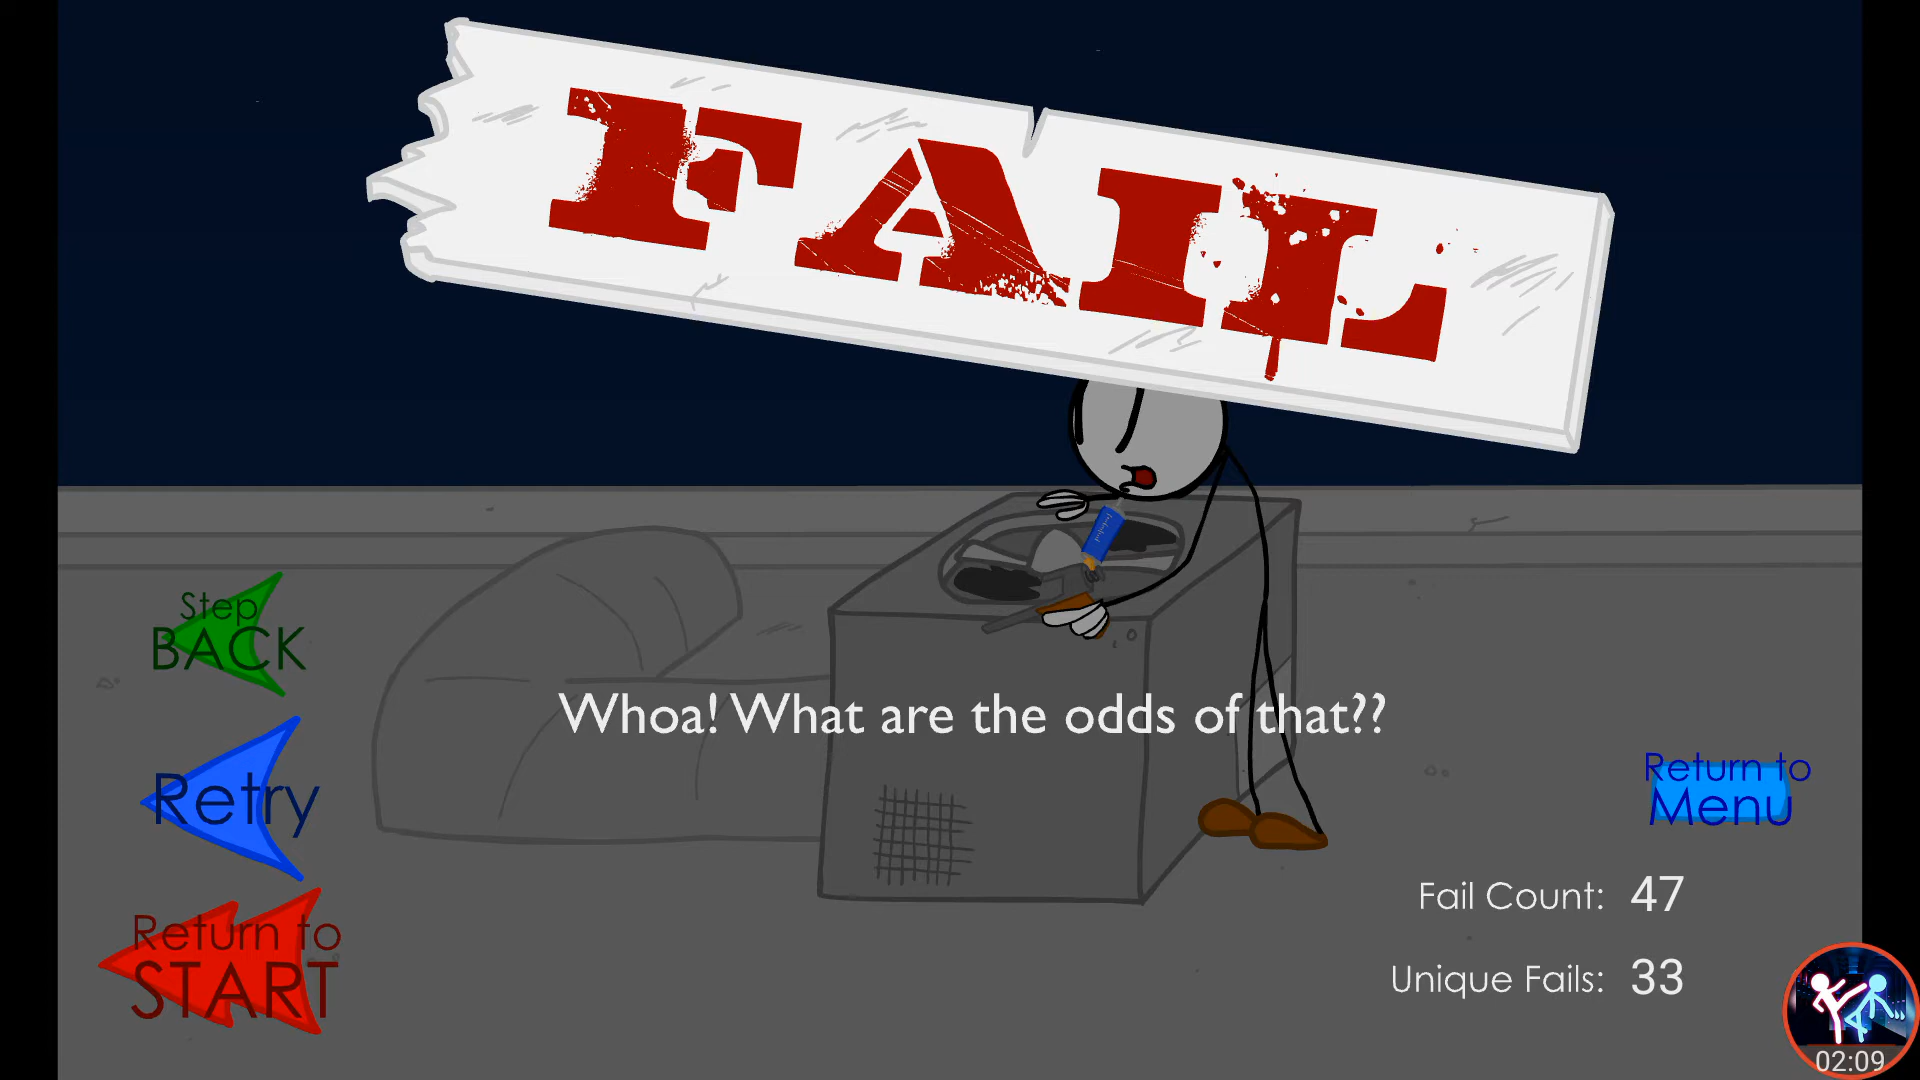 FAIL
Step
BACK
Whoa! What are the odds of that??
Retry
Return to
Menu
Return to
START
Fail Count: 47
Unique Fails: 33
02:09